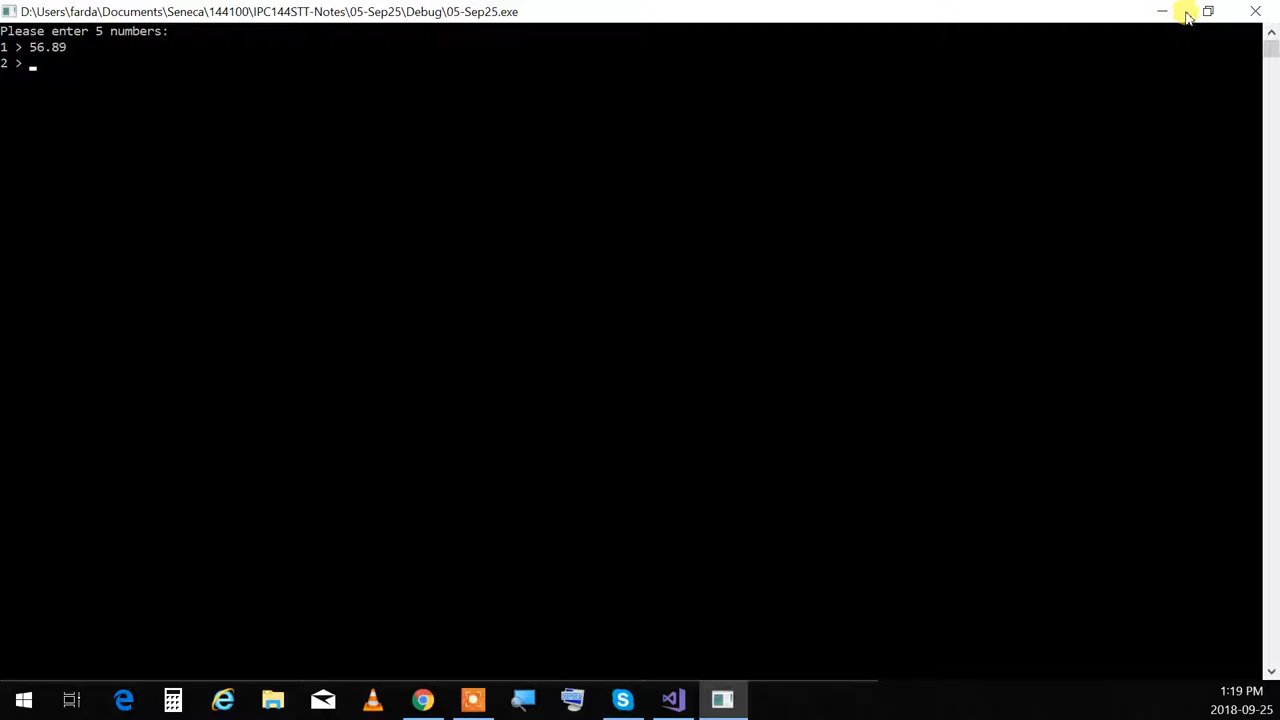 D:\Users\farda\Documents\Seneca\144100\IPC144STT-Notes\05-Sep25\Debug\05-Sep25.exe
Please enter 5 numbers:
1 > 56.89
2 >
1:19 PM
2018-09-25